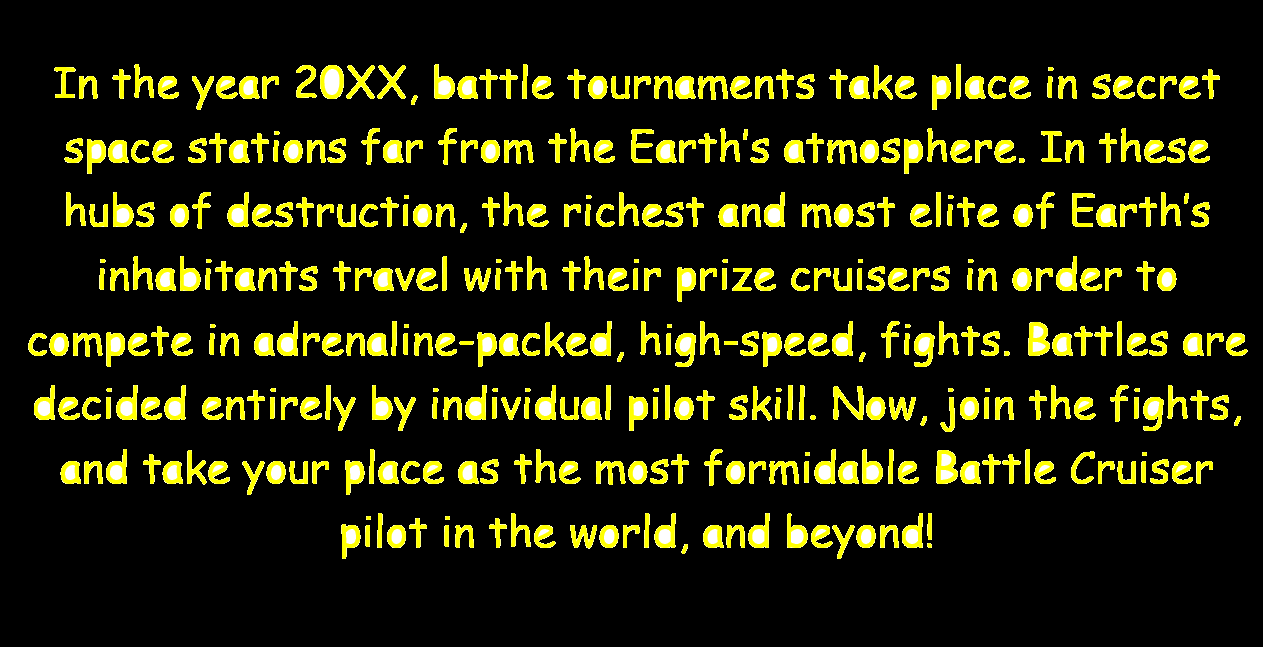 In the year 20XX, battle tournaments take place in secret
space stations far from the Earth's atmosphere. In these
hubs of destruction, the richest and most elite of Earth's
inhabitants travel with their prize cruisers in order to
compete in adrenaline-packed, high-speed, fights. Battles are
decided entirely by individual pilot skill. Now, join the fights,
and take your place as the most formidable Battle Cruiser
pilot in the world, and beyond!